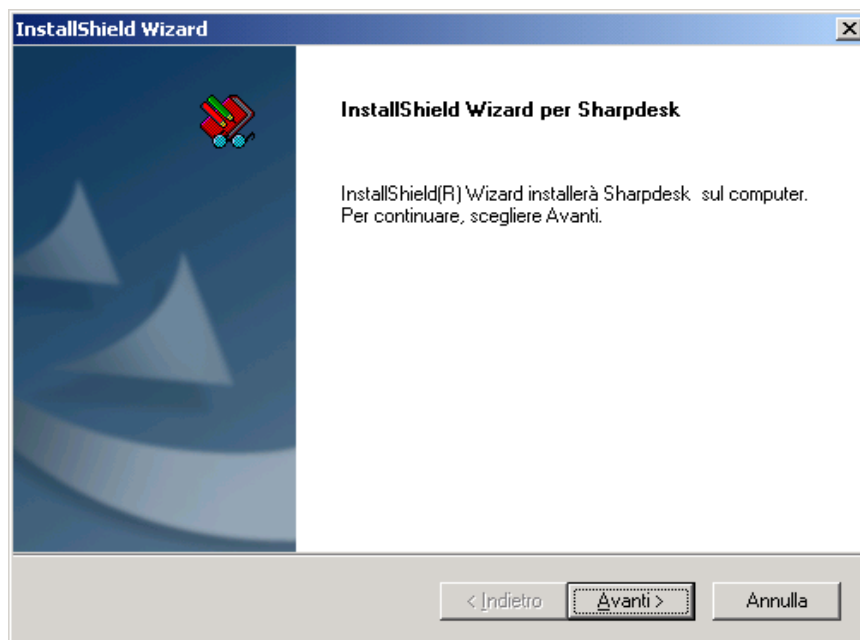 InstallShield Wizard
InstallShield Wizard per Sharpdesk
InstallShield(R) Wizard installerà Sharpdesk sul computer.
Per continuare, scegliere Avanti.
< Indietro
Avanti >
Annulla